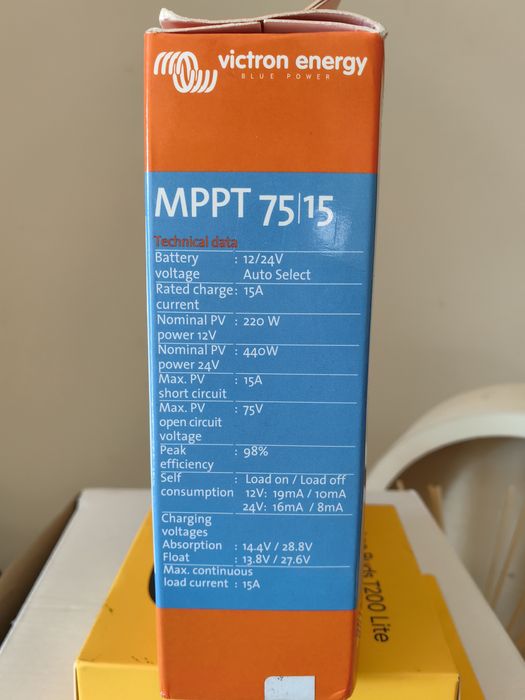 victron energy
BLUE POWER
MPPT 75|15
Technical data
Battery : 12/24V
voltage Auto Select
Rated charge: 15A
current
Nominal PV : 220 W
power 12V
Nominal PV : 440W
power 24V
Max. PV : 15A
short circuit
Max. PV : 75V
open circuit
voltage
Peak : 98%
efficiency
Self : Load on / Load off
consumption 12V: 19mA / 10mA
24V: 16mA / 8mA
Charging
voltages
Absorption : 14.4V / 28.8V
Float : 13.8V / 27.6V
Max. continuous
load current : 15A
T200 Lite